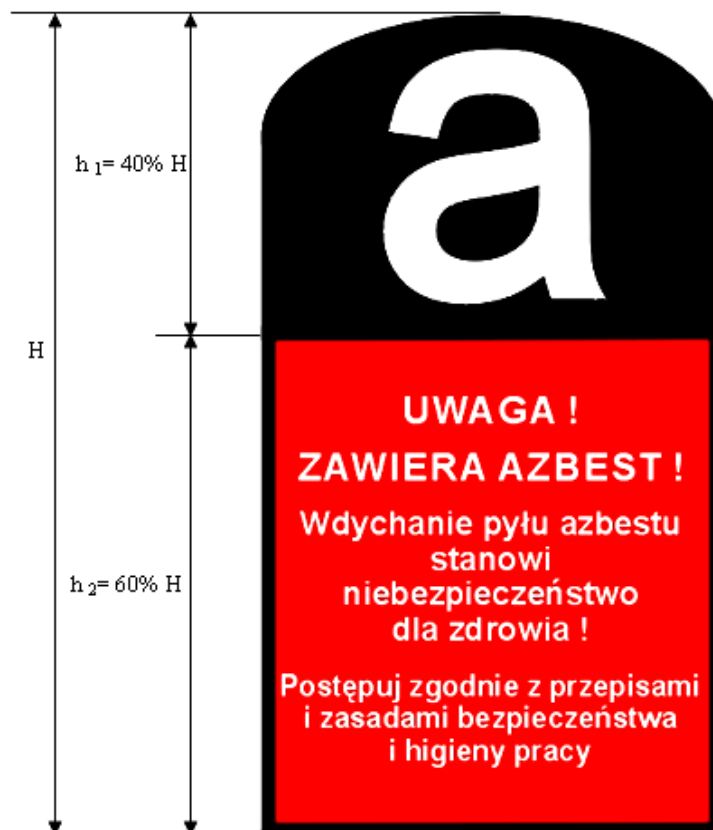 a
h 1= 40% H
H
UWAGA !
ZAWIERA AZBEST !
Wdychanie pyłu azbestu
stanowi
niebezpieczeństwo
dla zdrowia !
h 2= 60% H
Postępuj zgodnie z przepisami
i zasadami bezpieczeństwa
i higieny pracy